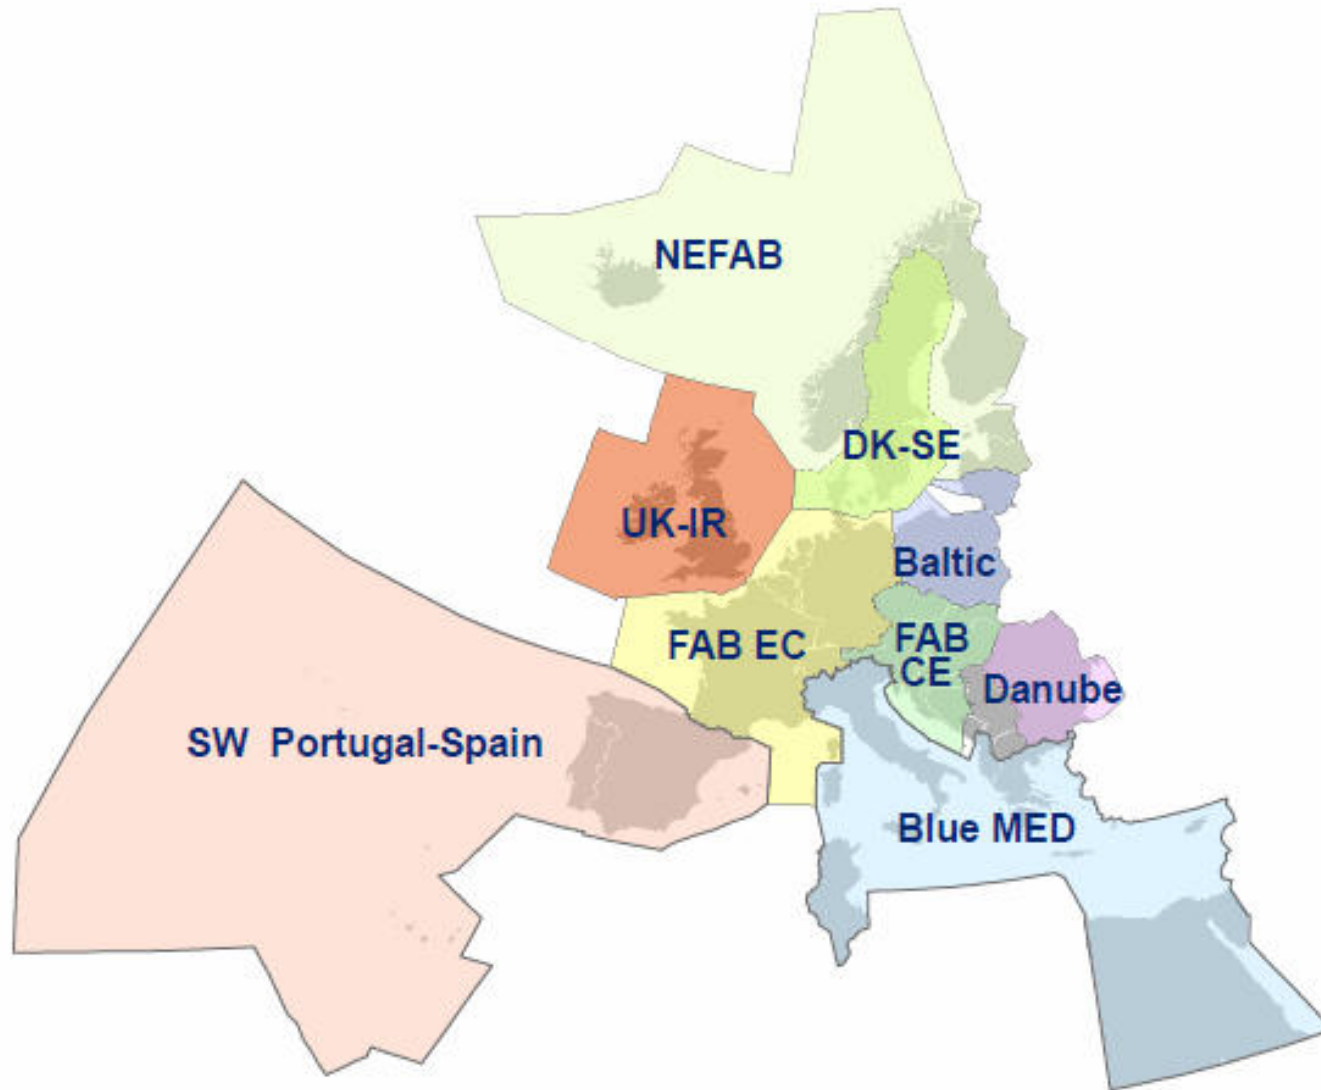 NEFAB
DK-SE
UK-IR
Baltic
FAB EC
FAB
CE
Danube
SW Portugal-Spain
Blue MED